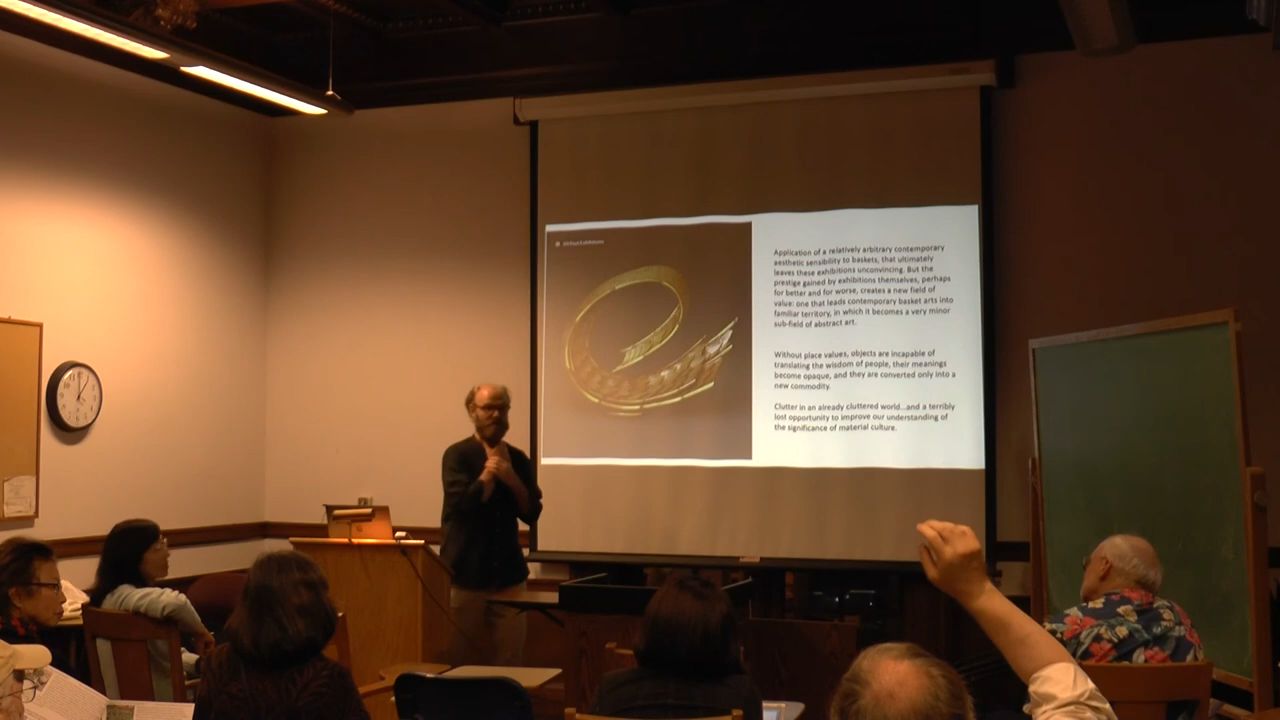 Application of a relatively arbitrary contemporary
aesthetic sensibility to baskets, that ultimately
leaves these exhibitions unconvincing. But the
prestige gained by exhibitions themselves, perhaps
for better and for worse, creates a new field of
value: one that leads contemporary basket arts into
familiar territory, in which it becomes a very minor
sub-field of abstract art.
Without place values, objects are incapable of
translating the wisdom of people, their meanings
become opaque, and they are converted only into a
new commodity.
Clutter in an already cluttered world...and a terribly
lost opportunity to improve our understanding of
the significance of material culture.